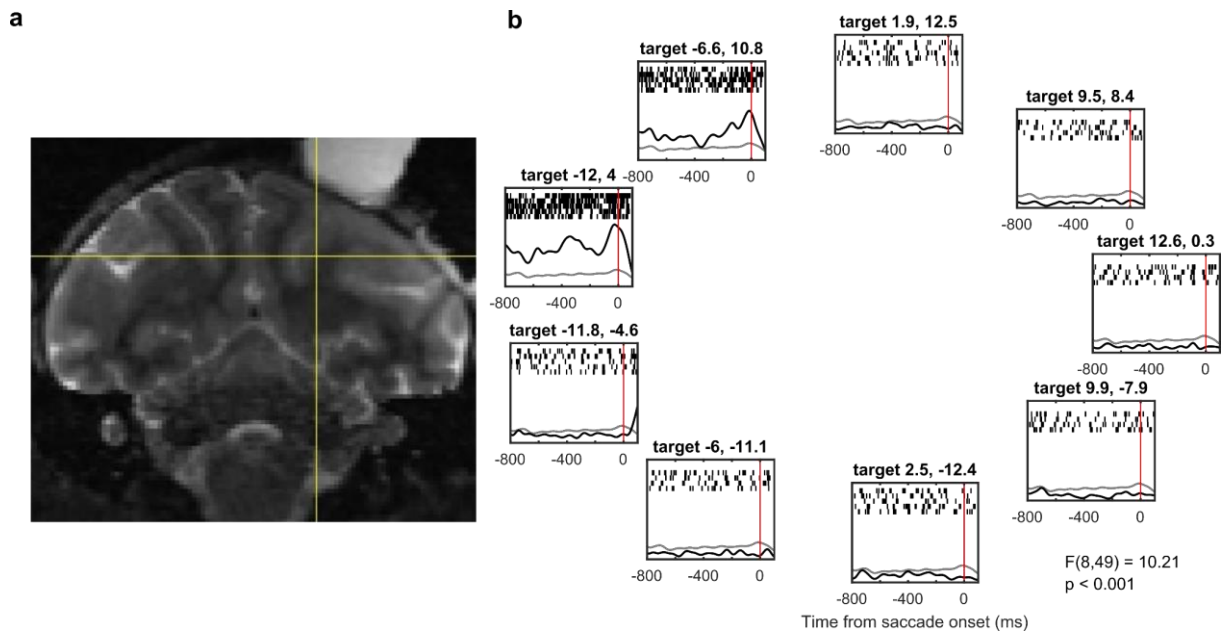 a
b
target -6.6, 10.8
-800 -400 0
target 1.9, 12.5
-800 -400 0
target 9.5, 8.4
-800 -400 0
target -12, 4
-800 -400 0
target 12.6, 0.3
-800 -400 0
target -11.8, -4.6
-800 -400 0
target 9.9, -7.9
-800 -400 0
target -6, -11.1
-800 -400 0
target 2.5, -12.4
-800 -400 0
F(8,49) = 10.21
p < 0.001
Time from saccade onset (ms)